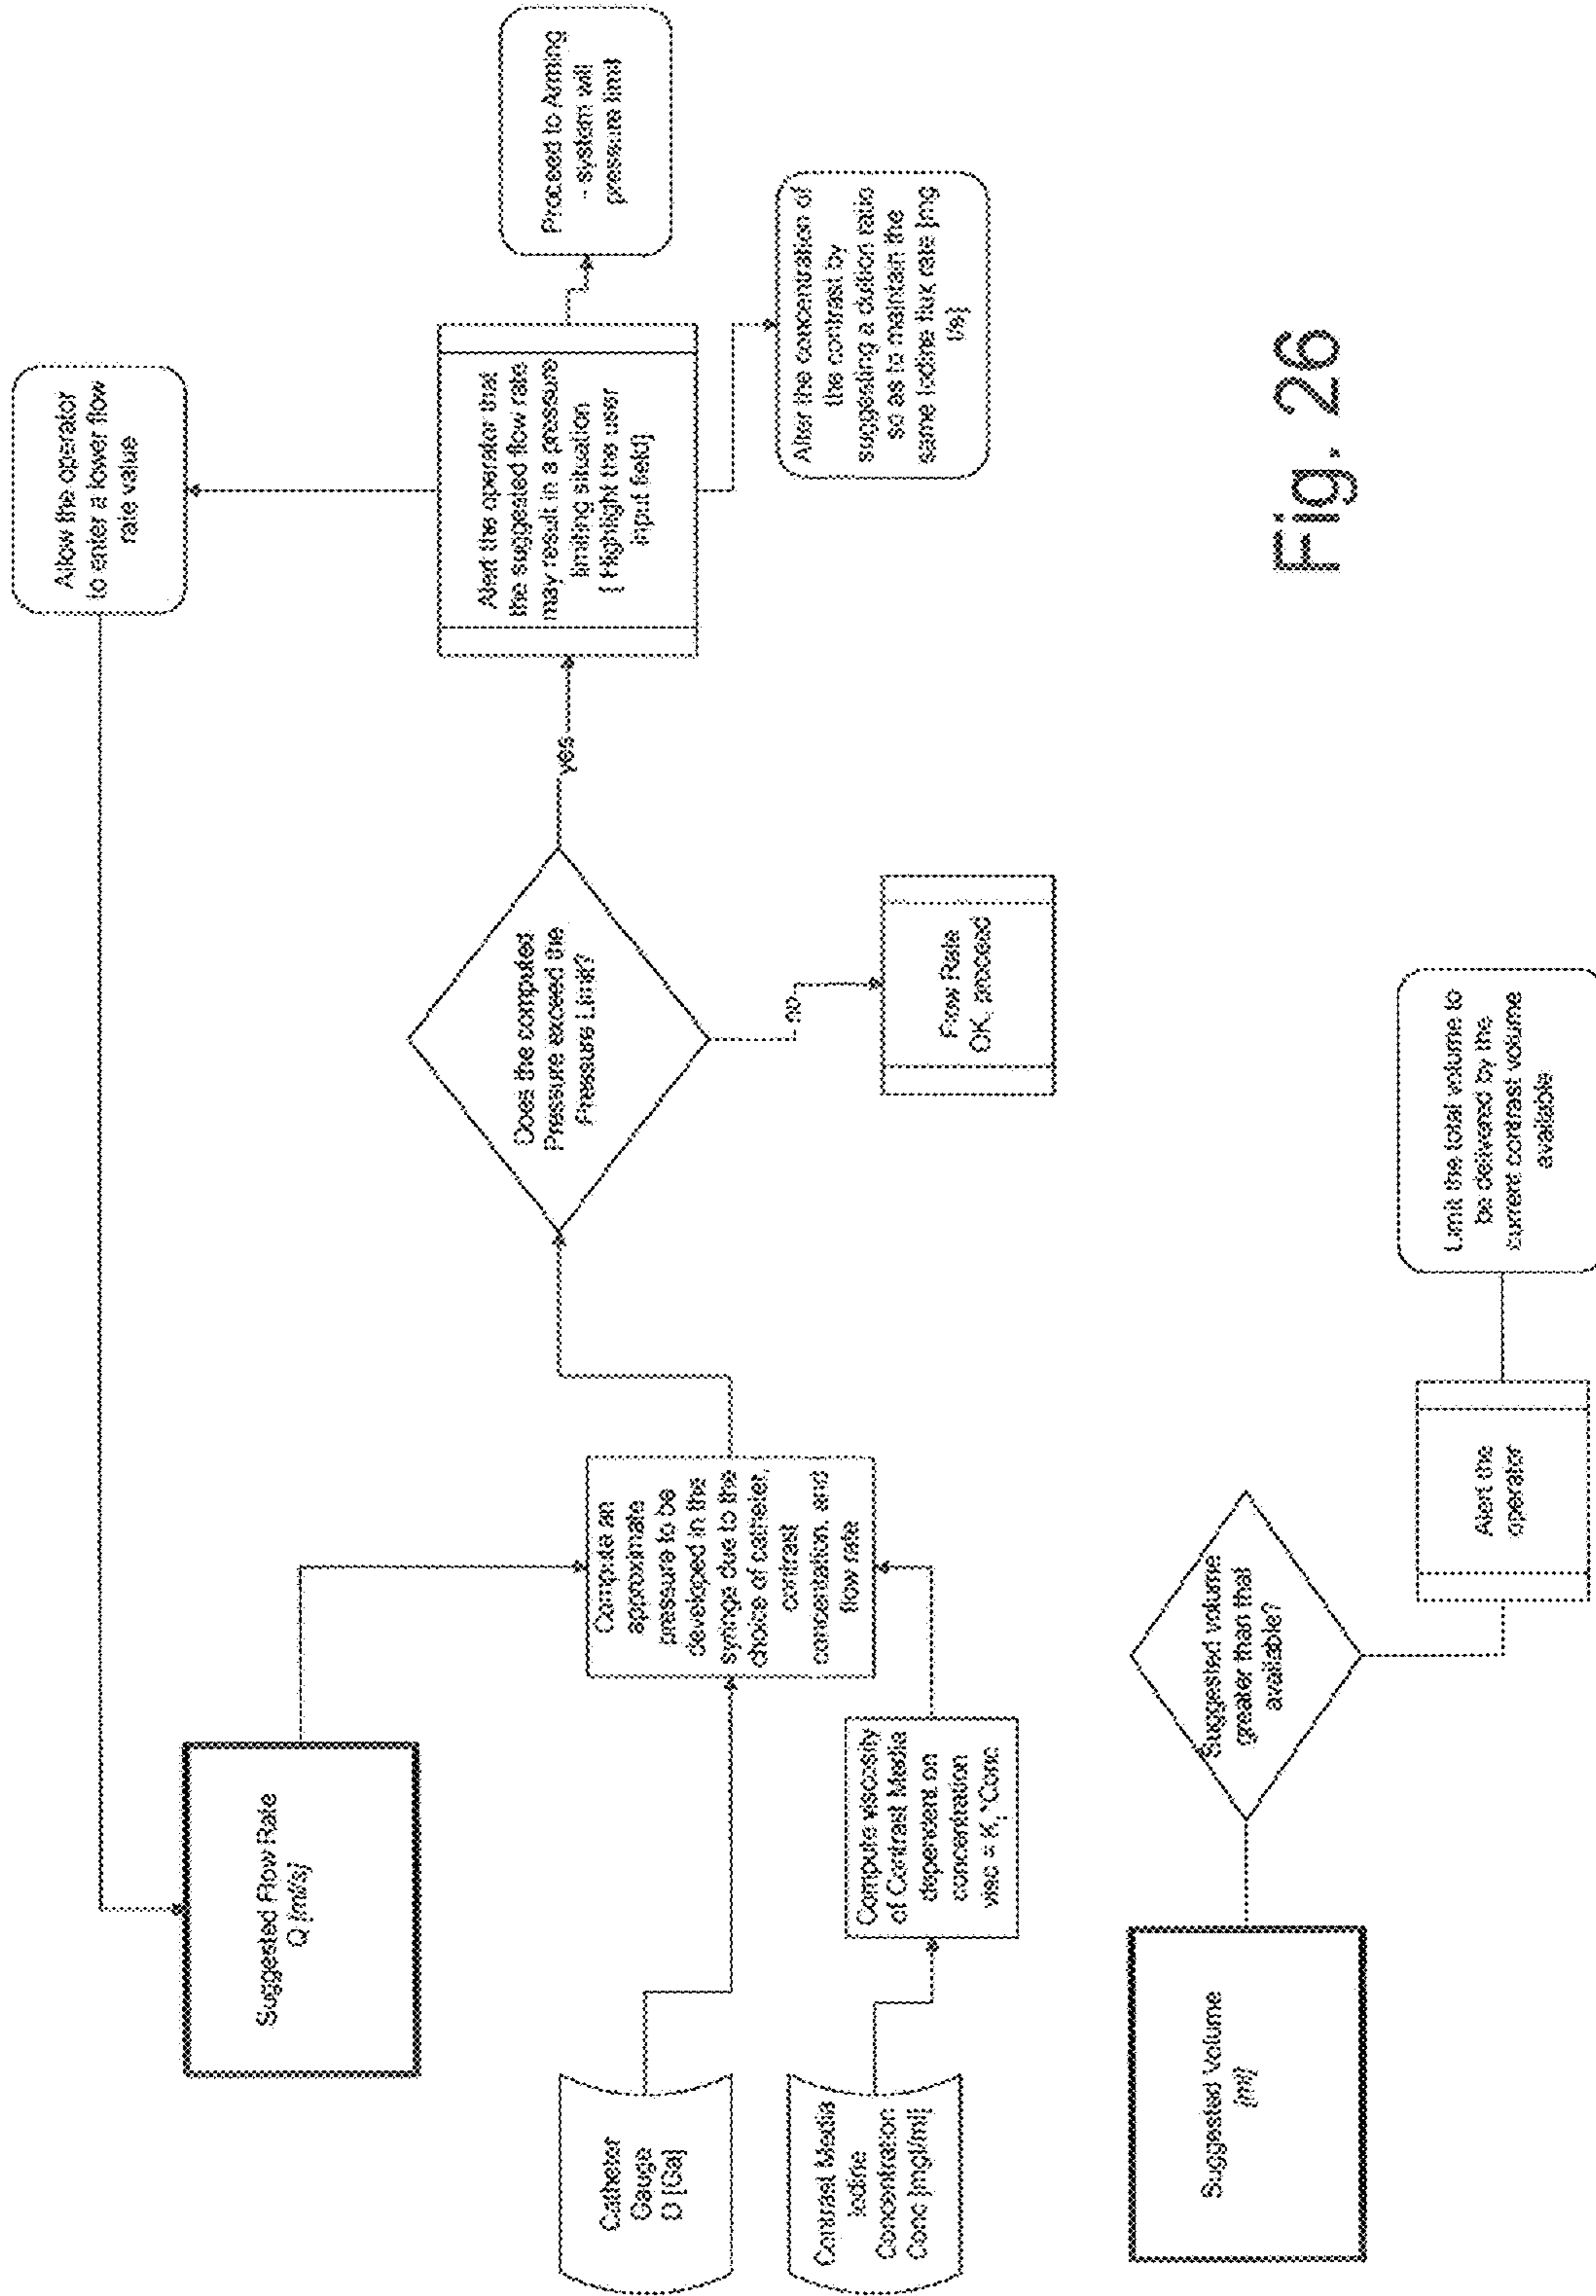 Allow the operator
to enter a lower flow
rate value
Suggested Flow Rate
Q [ml/s]
Proceed to Arming
- system will
pressure limit
Alert the operator that
the suggested flow rate
may result in a pressure
limiting situation
[ Highlight the user
input field]
Does the computed
Pressure exceed the
Pressure Limit?
yes
no
Compute an
approximate
pressure to be
developed in the
syringe due to the
choice of catheter,
contrast
concentration, and
flow rate
Catheter
Gauge
D [Ga]
Alter the concentration of
the contrast by
suggesting a dilution ratio
so as to maintain the
same Iodine flux rate [mg
I/s]
Flow Rate
OK, proceed
Compute viscosity
of Contrast Media
dependent on
concentration
visc = K_i*Conc
Contrast Media
Iodine
Concentration
Conc [mgI/ml]
Suggested Volume
[ml]
Suggested volume
greater than that
available?
Alert the
operator
Limit the total volume to
be delivered by the
current contrast volume
available
Fig. 26